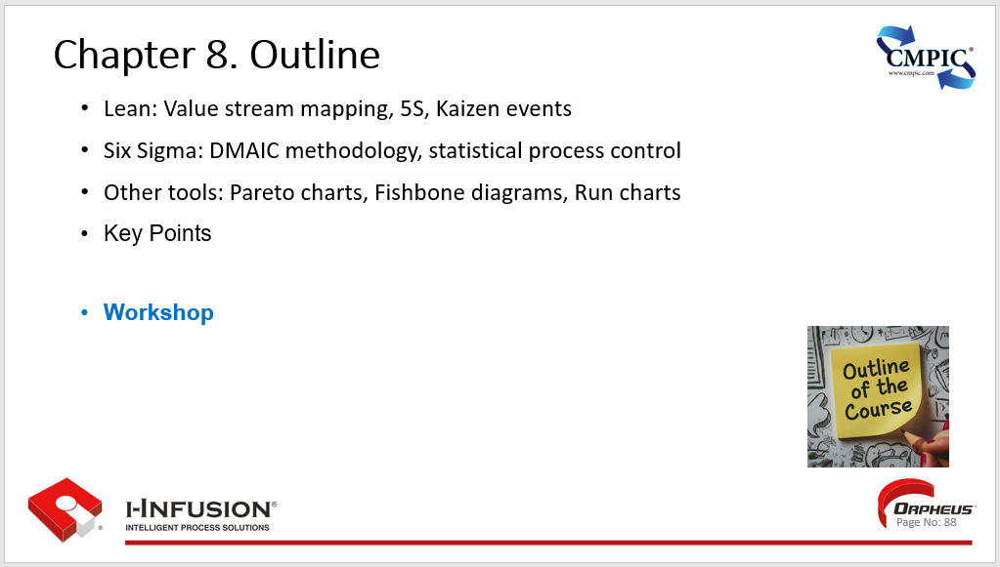 Chapter 8. Outline
CMPIC®
www.cmpic.com
• Lean: Value stream mapping, 5S, Kaizen events
• Six Sigma: DMAIC methodology, statistical process control
• Other tools: Pareto charts, Fishbone diagrams, Run charts
• Key Points
• Workshop
Outline
of the
Course
I-INFUSION®
INTELLIGENT PROCESS SOLUTIONS
ORPHEUS™
Page No: 88